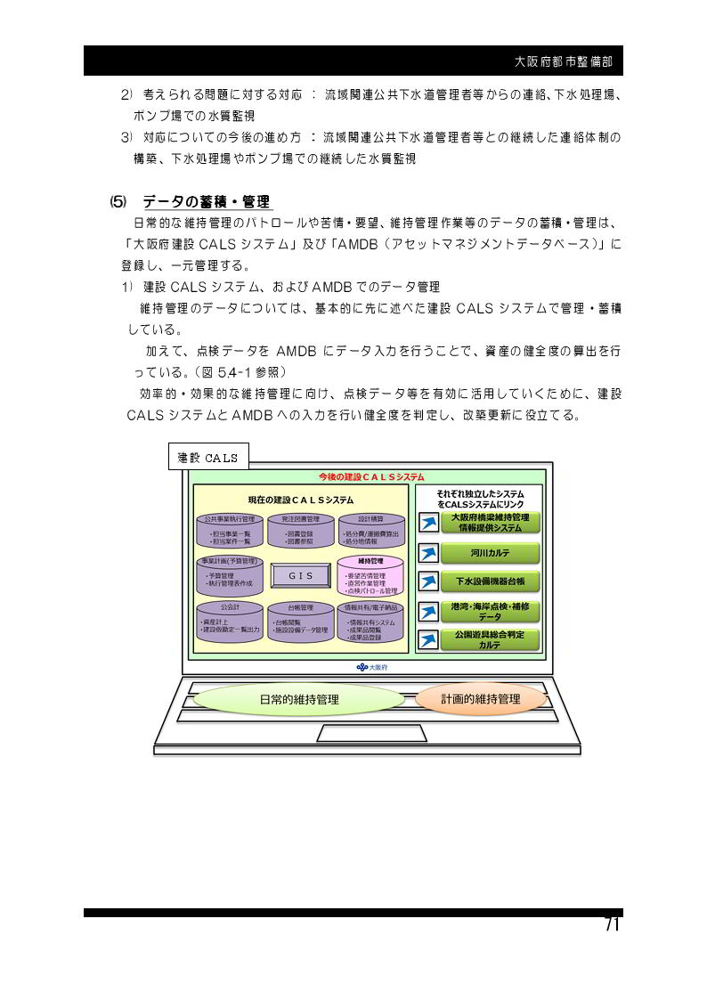 大阪府都市整備部
2） 考えられる問題に対する対応 ： 流域関連公共下水道管理者等からの連絡、下水処理場、
ポンプ場での水質監視
3） 対応についての今後の進め方 ： 流域関連公共下水道管理者等との継続した連絡体制の
構築、下水処理場やポンプ場での継続した水質監視
(5) データの蓄積・管理
日常的な維持管理のパトロールや苦情・要望、維持管理作業等のデータの蓄積・管理は、
「大阪府建設 CALS システム」及び「AMDB（アセットマネジメントデータベース）」に
登録し、一元管理する。
1） 建設 CALS システム、および AMDB でのデータ管理
維持管理のデータについては、基本的に先に述べた建設 CALS システムで管理・蓄積
している。
加えて、点検データを AMDB にデータ入力を行うことで、資産の健全度の算出を行
っている。（図 5.4-1 参照）
効率的・効果的な維持管理に向け、点検データ等を有効に活用していくために、建設
CALS システムと AMDB への入力を行い健全度を判定し、改築更新に役立てる。
建設 CALS
今後の建設ＣＡＬＳシステム
現在の建設ＣＡＬＳシステム
公共事業執行管理
・担当事業一覧
・担当案件一覧
発注図書管理
・図書登録
・図書参照
設計積算
・処分費/運搬費算出
・処分地情報
事業計画(予算管理)
・予算管理
・執行管理表作成
ＧＩＳ
維持管理
・要望苦情管理
・直営作業管理
・点検パトロール管理
公会計
・資産計上
・建設仮勘定一覧出力
台帳管理
・台帳閲覧
・施設設備データ管理
情報共有/電子納品
・情報共有システム
・成果品閲覧
・成果品登録
それぞれ独立したシステム
をCALSシステムにリンク
大阪府橋梁維持管理
情報提供システム
河川カルテ
下水設備機器台帳
港湾・海岸点検・補修
データ
公園遊具総合判定
カルテ
大阪府
日常的維持管理
計画的維持管理
71